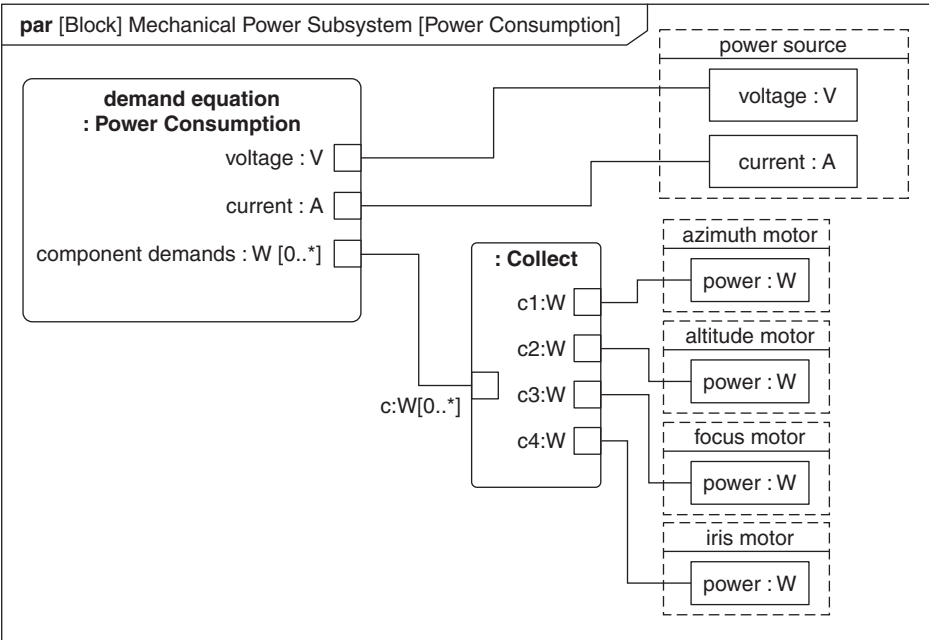 par [Block] Mechanical Power Subsystem [Power Consumption]
power source
voltage : V
current : A
demand equation
: Power Consumption
voltage : V
current : A
component demands : W [0..*]
: Collect
c1:W
c2:W
c3:W
c4:W
c:W[0..*]
azimuth motor
power : W
altitude motor
power : W
focus motor
power : W
iris motor
power : W